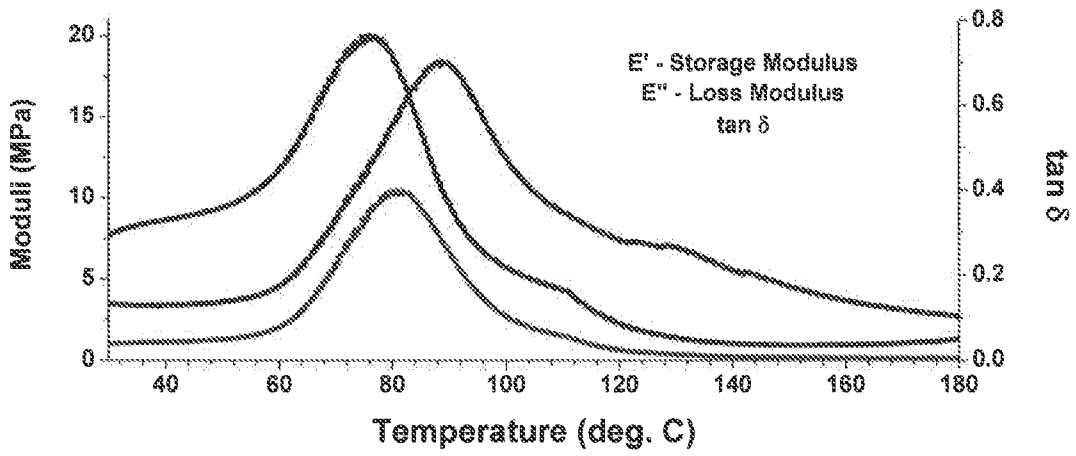 20
15
10
5
0
Moduli (MPa)
E' - Storage Modulus
E" - Loss Modulus
tan δ
0.8
0.6
0.4
0.2
0.0
tan δ
40 60 80 100 120 140 160 180
Temperature (deg. C)